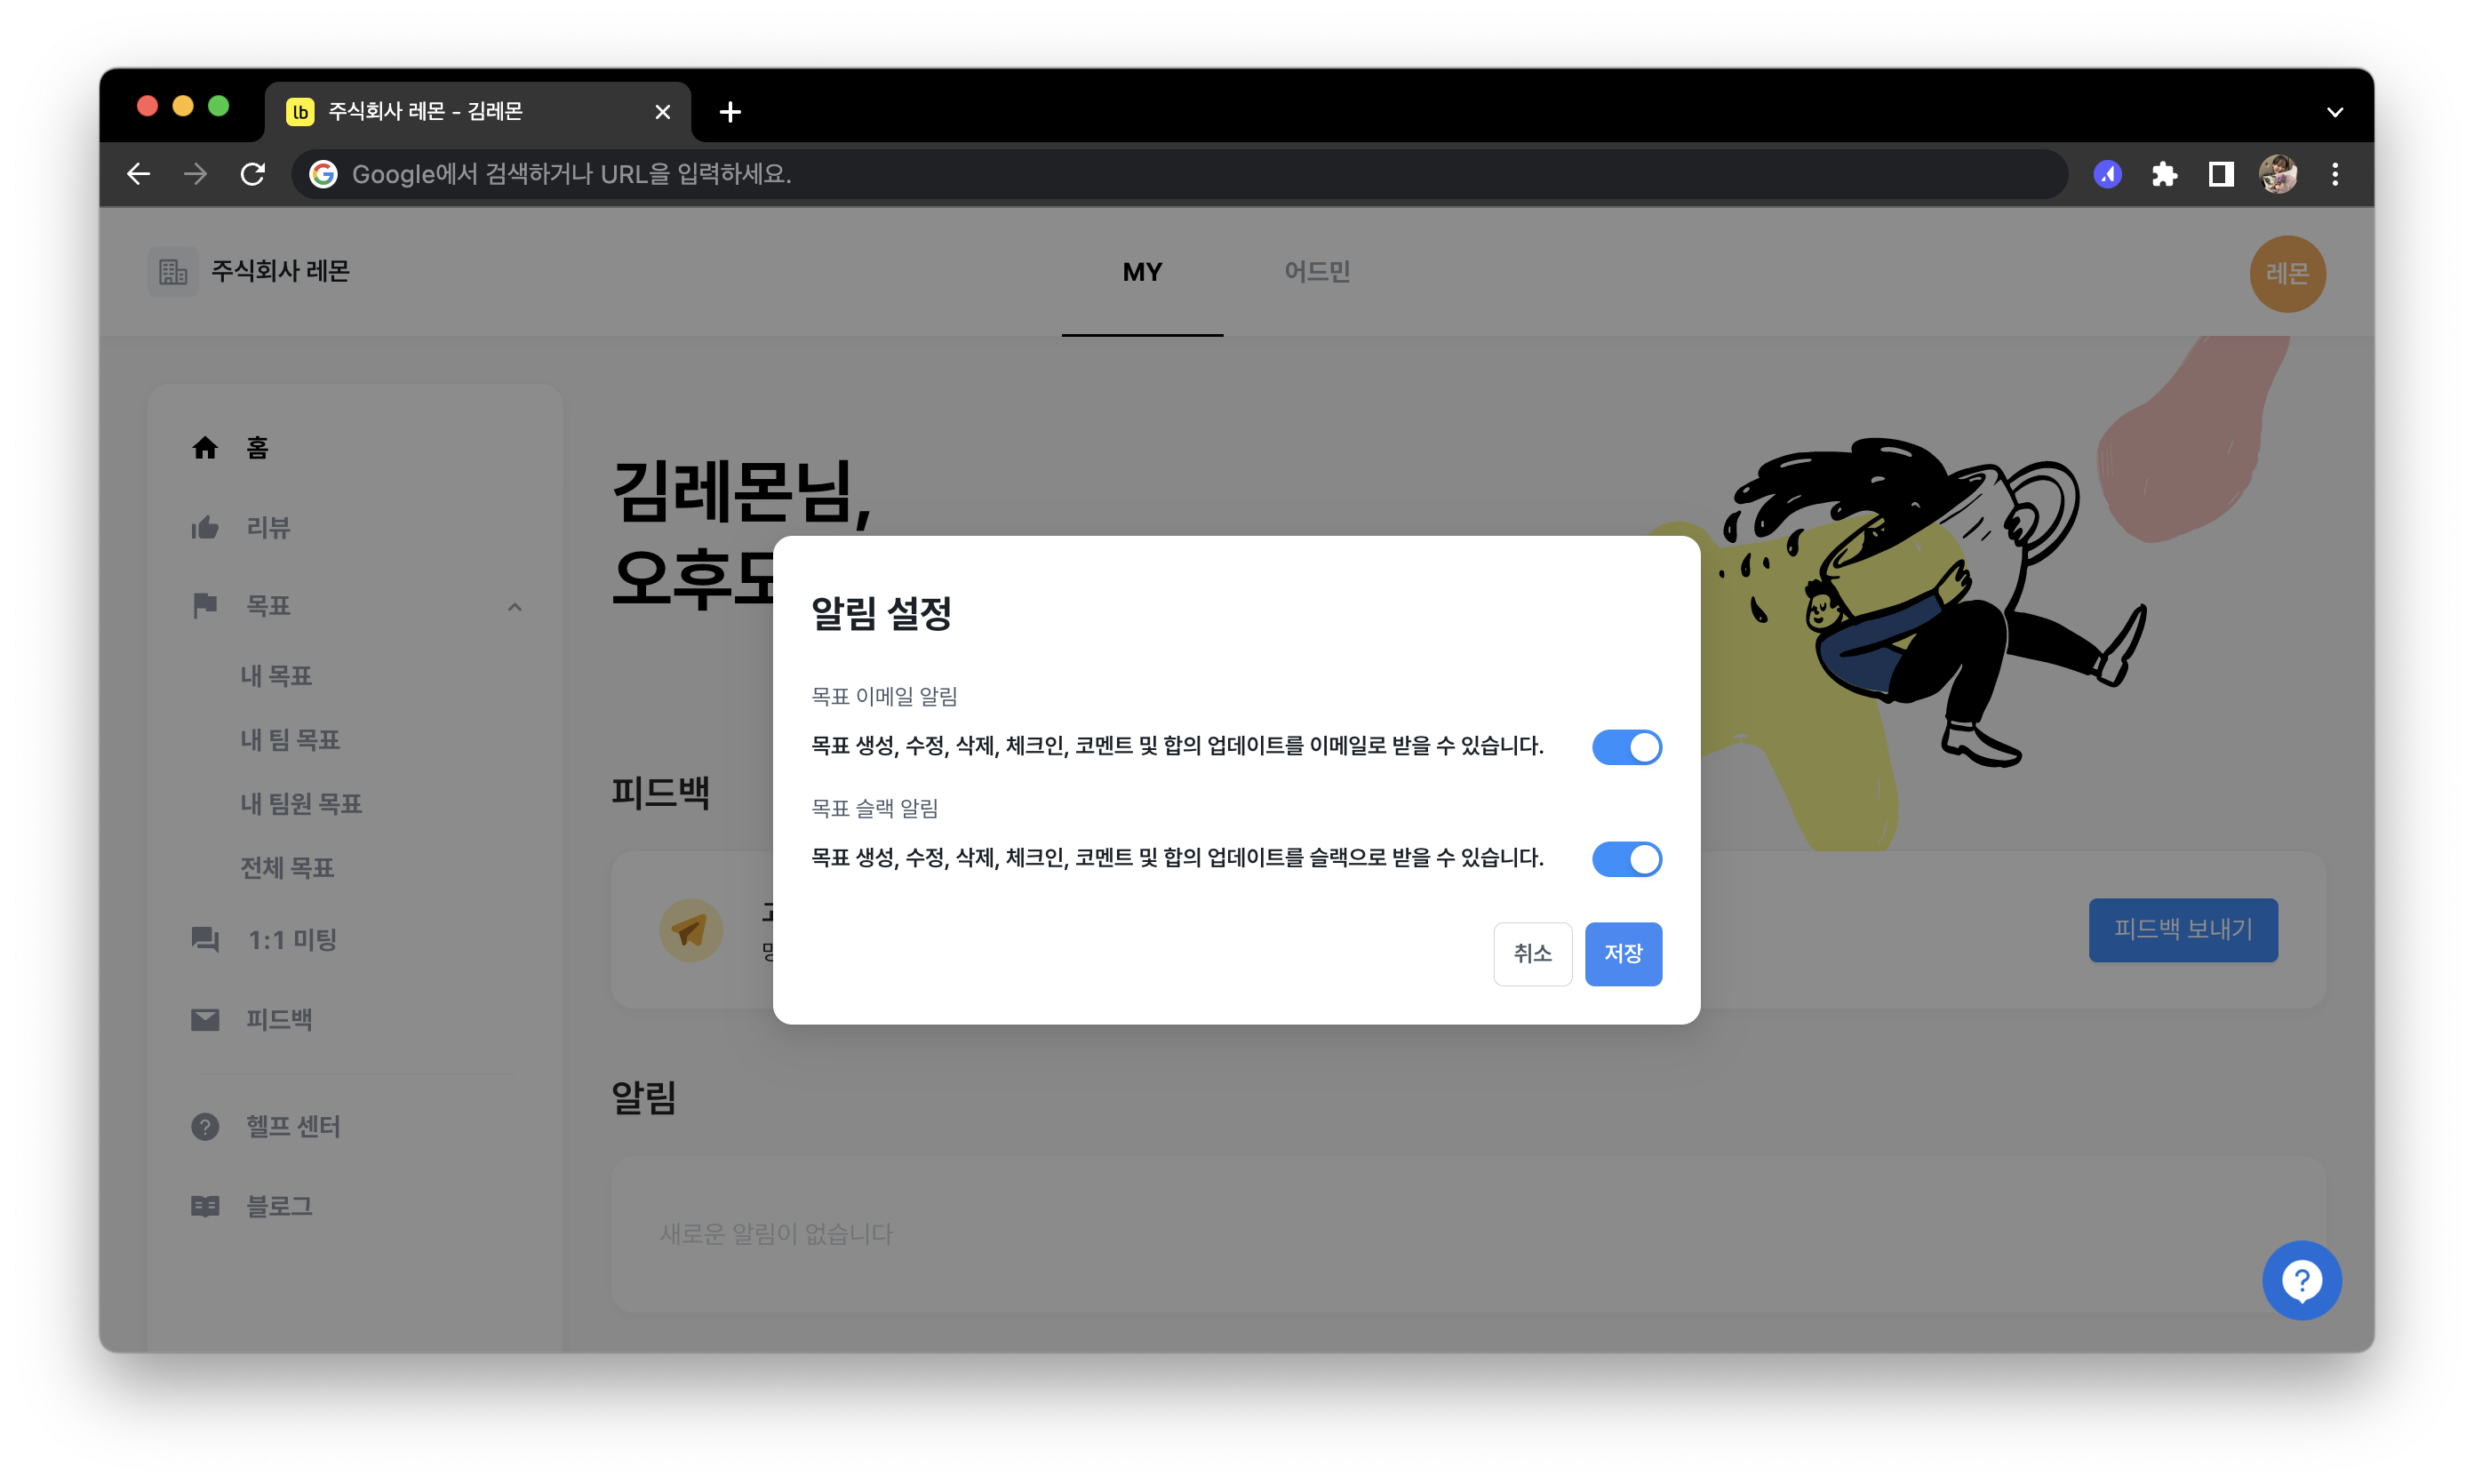 lb 주식회사 레몬 - 김레몬
Google에서 검색하거나 URL을 입력하세요.
주식회사 레몬
MY
어드민
레몬
홈
리뷰
목표
내 목표
내 팀 목표
내 팀원 목표
전체 목표
1:1 미팅
피드백
헬프 센터
블로그
김레몬님,
오후도
피드백
피드백 보내기
알림
새로운 알림이 없습니다
알림 설정
목표 이메일 알림
목표 생성, 수정, 삭제, 체크인, 코멘트 및 합의 업데이트를 이메일로 받을 수 있습니다.
목표 슬랙 알림
목표 생성, 수정, 삭제, 체크인, 코멘트 및 합의 업데이트를 슬랙으로 받을 수 있습니다.
취소
저장